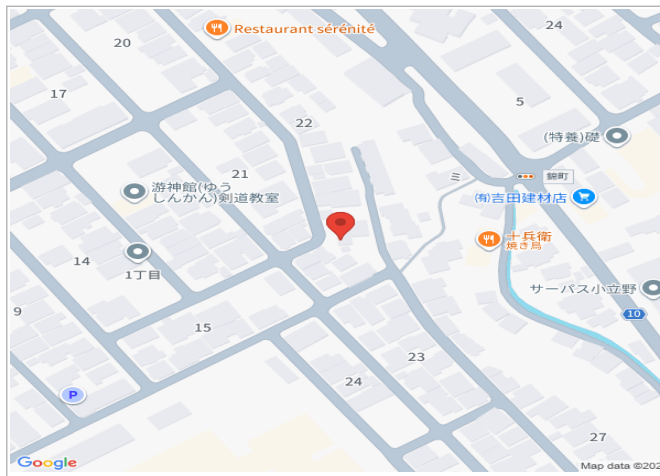 20
Restaurant sérénité
24
17
5
22
(特養)礎
21
錦町
游神館(ゆう
しんかん)剣道教室
(有)吉田建材店
十兵衛
焼き鳥
14
1丁目
サーパス小立野
9
10
15
23
24
P
27
Google
Map data ©202